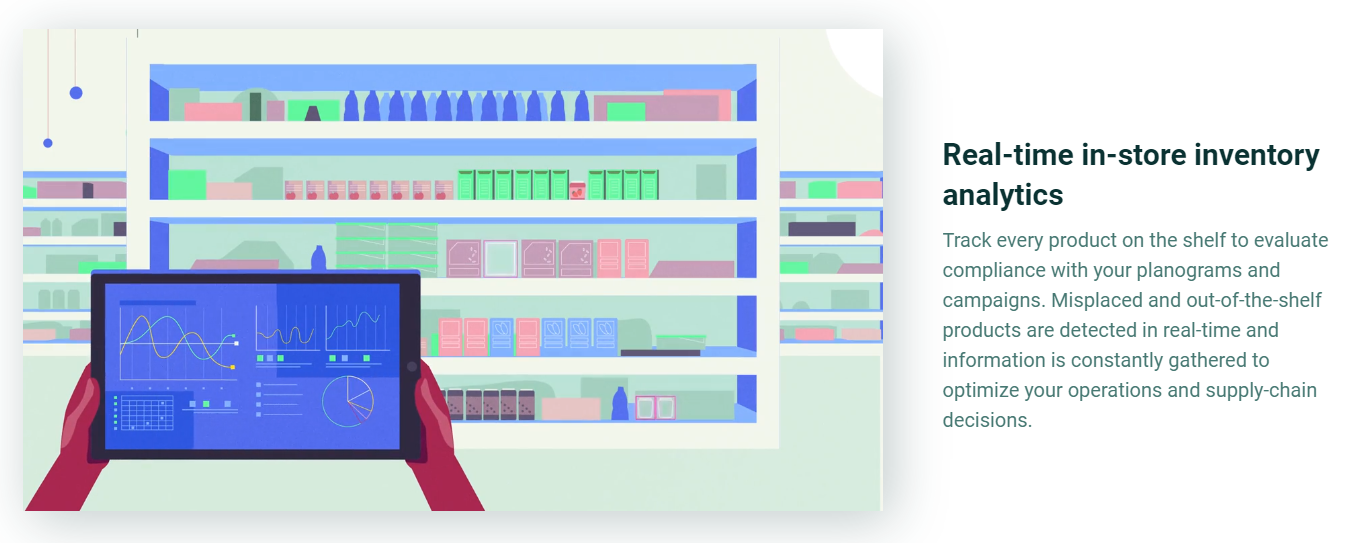 Real-time in-store inventory
analytics
Track every product on the shelf to evaluate
compliance with your planograms and
campaigns. Misplaced and out-of-the-shelf
products are detected in real-time and
information is constantly gathered to
optimize your operations and supply-chain
decisions.